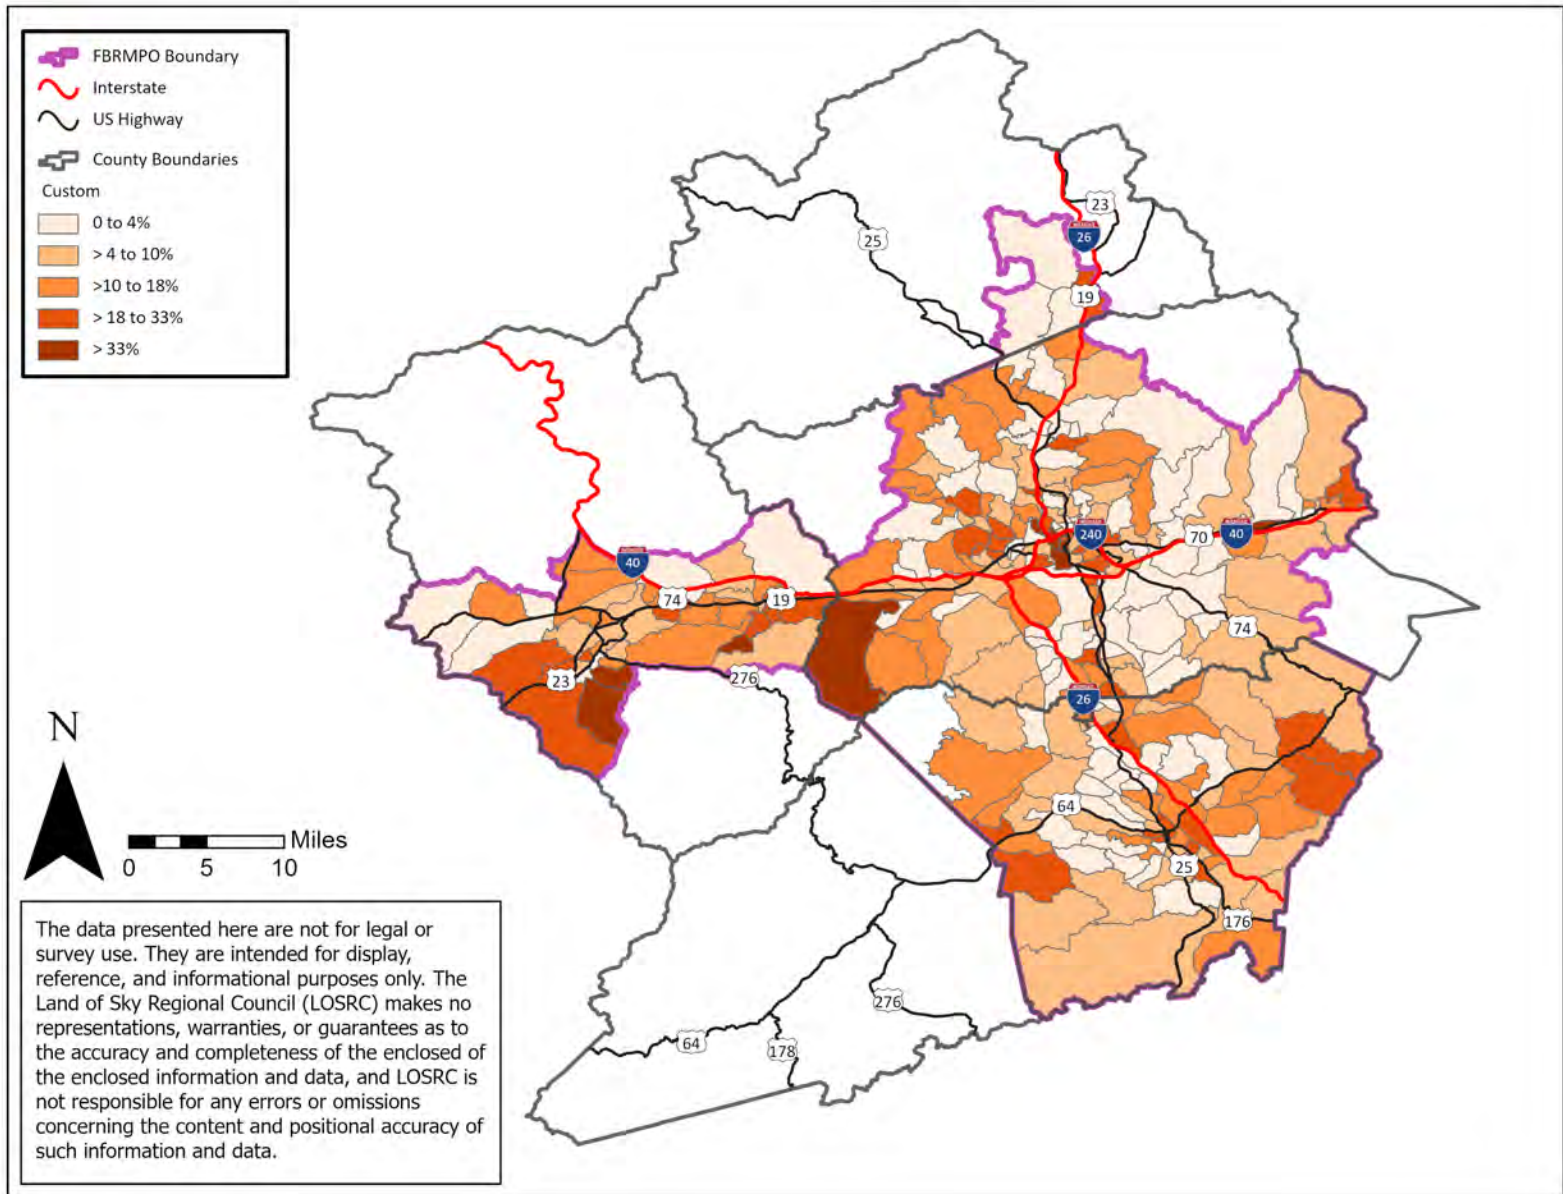 FBRMPO Boundary
Interstate
US Highway
County Boundaries
Custom
0 to 4%
> 4 to 10%
>10 to 18%
> 18 to 33%
> 33%
23
26
25
19
240
70
40
40
74
19
74
23
276
26
64
25
176
276
64
178
N
Miles
0 5 10
The data presented here are not for legal or
survey use. They are intended for display,
reference, and informational purposes only. The
Land of Sky Regional Council (LOSRC) makes no
representations, warranties, or guarantees as to
the accuracy and completeness of the enclosed of
the enclosed information and data, and LOSRC is
not responsible for any errors or omissions
concerning the content and positional accuracy of
such information and data.